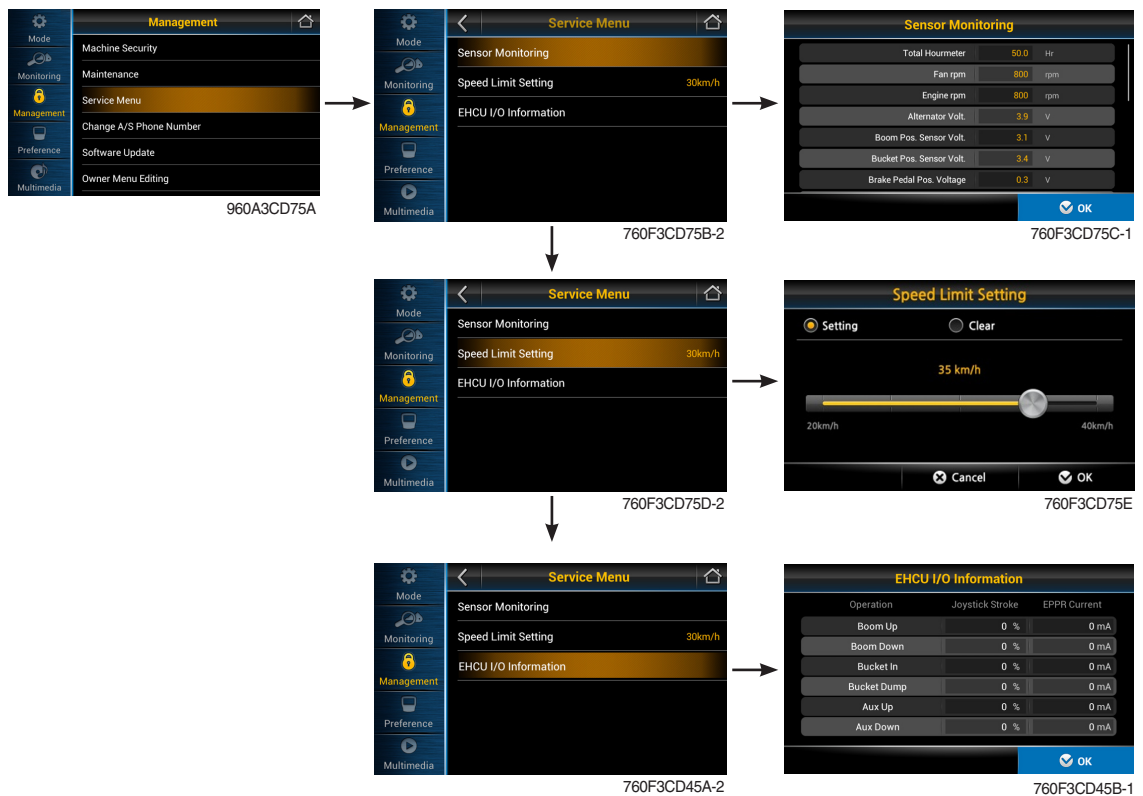 Mode
Monitoring
Management
Preference
Multimedia
Management
Machine Security
Maintenance
Service Menu
Change A/S Phone Number
Software Update
Owner Menu Editing
960A3CD75A
Mode
Monitoring
Management
Preference
Multimedia
Service Menu
Sensor Monitoring
Speed Limit Setting 30km/h
EHCU I/O Information
760F3CD75B-2
Sensor Monitoring
Total Hourmeter 50.0 Hr
Fan rpm 800 rpm
Engine rpm 800 rpm
Alternator Volt. 3.9 V
Boom Pos. Sensor Volt. 3.1 V
Bucket Pos. Sensor Volt. 3.4 V
Brake Pedal Pos. Voltage 0.3 V
OK
760F3CD75C-1
Mode
Monitoring
Management
Preference
Multimedia
Service Menu
Sensor Monitoring
Speed Limit Setting 30km/h
EHCU I/O Information
760F3CD75D-2
Speed Limit Setting
Setting Clear
35 km/h
20km/h 40km/h
Cancel OK
760F3CD75E
Mode
Monitoring
Management
Preference
Multimedia
Service Menu
Sensor Monitoring
Speed Limit Setting 30km/h
EHCU I/O Information
760F3CD45A-2
EHCU I/O Information
Operation Joystick Stroke EPPR Current
Boom Up 0 % 0 mA
Boom Down 0 % 0 mA
Bucket In 0 % 0 mA
Bucket Dump 0 % 0 mA
Aux Up 0 % 0 mA
Aux Down 0 % 0 mA
OK
760F3CD45B-1